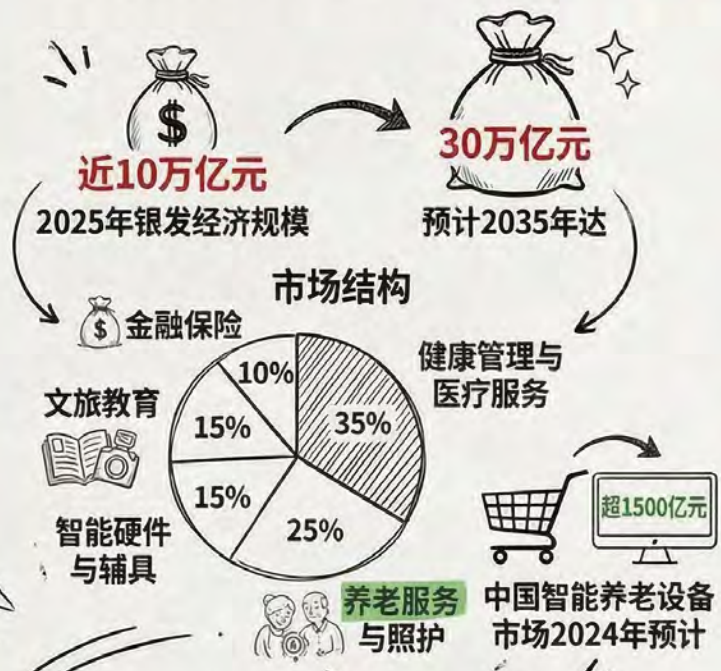 $
近10万亿元
2025年银发经济规模
30万亿元
预计2035年达
市场结构
$
金融保险
文旅教育
智能硬件
与辅具
健康管理与
医疗服务
10%
35%
15%
15%
25%
养老服务
与照护
超1500亿元
中国智能养老设备
市场2024年预计